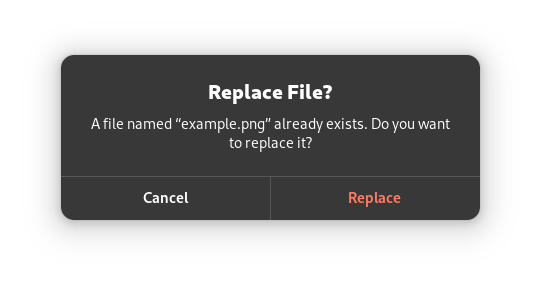 Replace File?
A file named “example.png” already exists. Do you want
to replace it?
Cancel
Replace